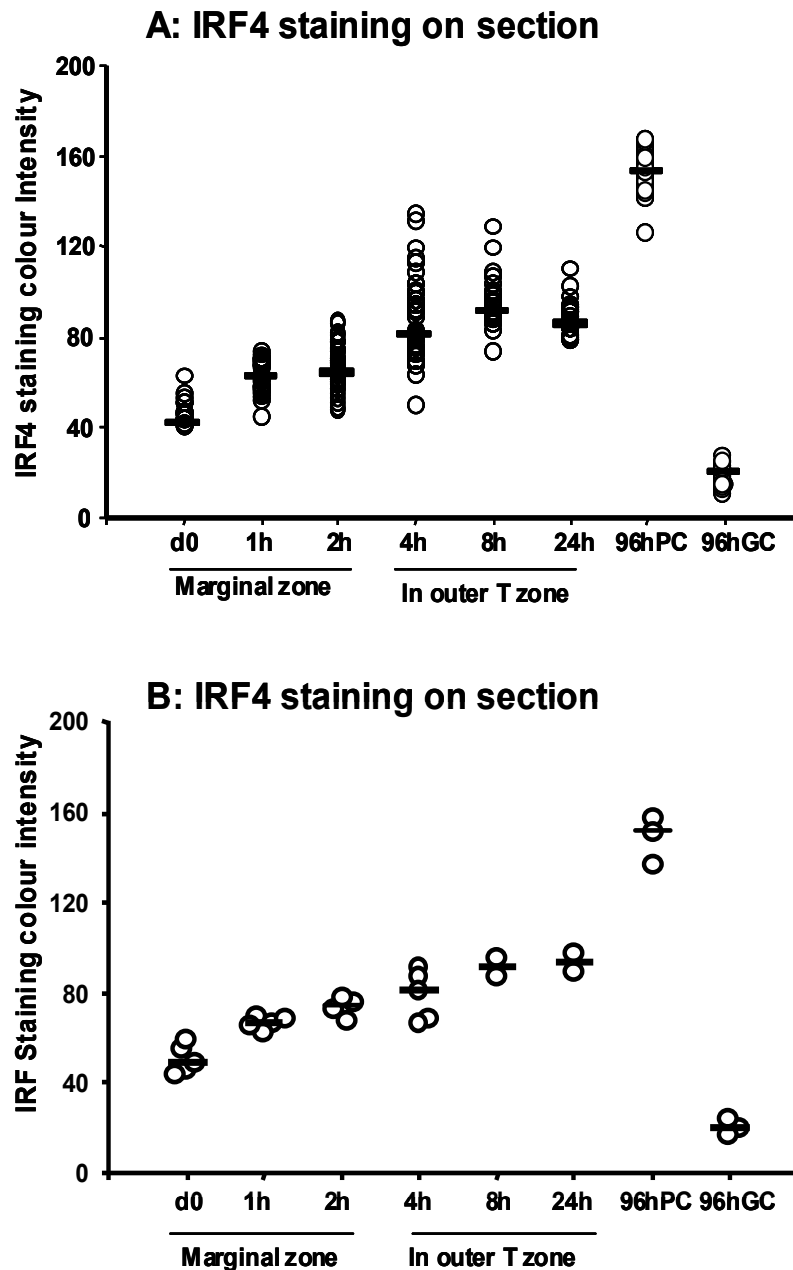 A: IRF4 staining on section
IRF4 staining colour Intensity
200
160
120
80
40
0
d0 1h 2h 4h 8h 24h 96hPC 96hGC
Marginal zone In outer T zone
B: IRF4 staining on section
IRF Staining colour intensity
200
160
120
80
40
0
d0 1h 2h 4h 8h 24h 96hPC 96hGC
Marginal zone In outer T zone